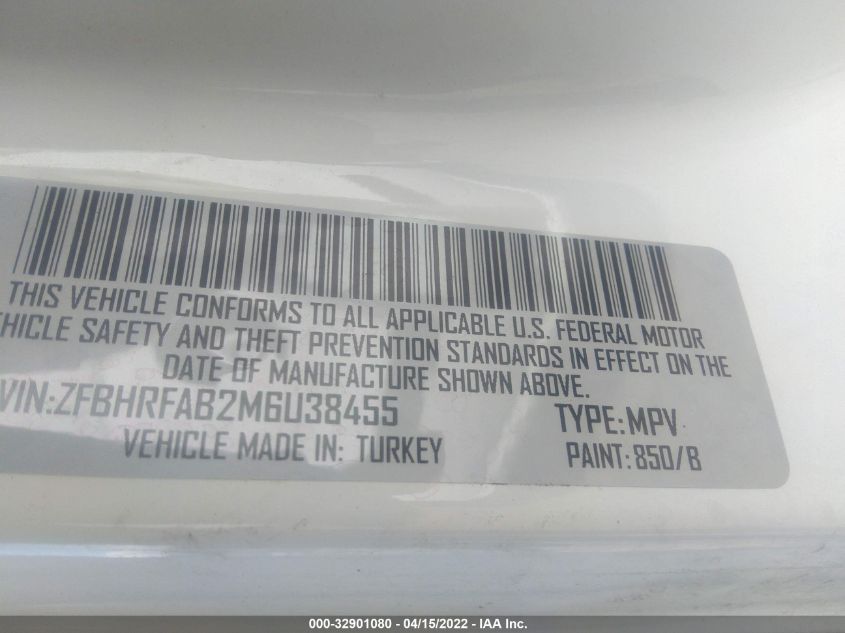 THIS VEHICLE CONFORMS TO ALL APPLICABLE U.S. FEDERAL MOTOR
VEHICLE SAFETY AND THEFT PREVENTION STANDARDS IN EFFECT ON THE
DATE OF MANUFACTURE SHOWN ABOVE.
VIN:ZFBHRFAB2M6U38455 TYPE:MPV
VEHICLE MADE IN: TURKEY PAINT:850/B
000-32901080 - 04/15/2022 - IAA Inc.